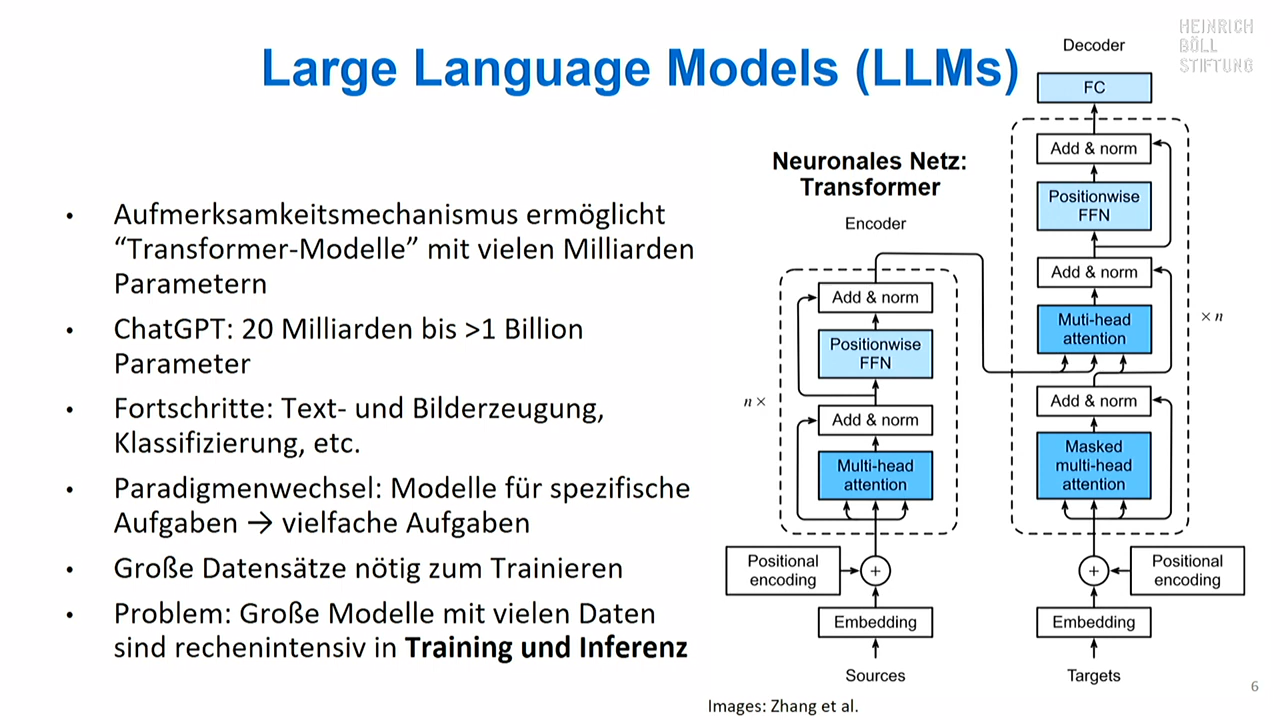 HEINRICH
BÖLL
STIFTUNG
Large Language Models (LLMs)
• Aufmerksamkeitsmechanismus ermöglicht
“Transformer-Modelle” mit vielen Milliarden
Parametern
• ChatGPT: 20 Milliarden bis >1 Billion
Parameter
• Fortschritte: Text- und Bilderzeugung,
Klassifizierung, etc.
• Paradigmenwechsel: Modelle für spezifische
Aufgaben → vielfache Aufgaben
• Große Datensätze nötig zum Trainieren
• Problem: Große Modelle mit vielen Daten
sind rechenintensiv in Training und Inferenz
Neuronales Netz:
Transformer
Encoder
Add & norm
Positionwise
FFN
n ×
Add & norm
Multi-head
attention
Positional
encoding
+
Embedding
Sources
Decoder
FC
Add & norm
Positionwise
FFN
Add & norm
Muti-head
attention
× n
Add & norm
Masked
multi-head
attention
+
Positional
encoding
Embedding
Targets
Images: Zhang et al.
6